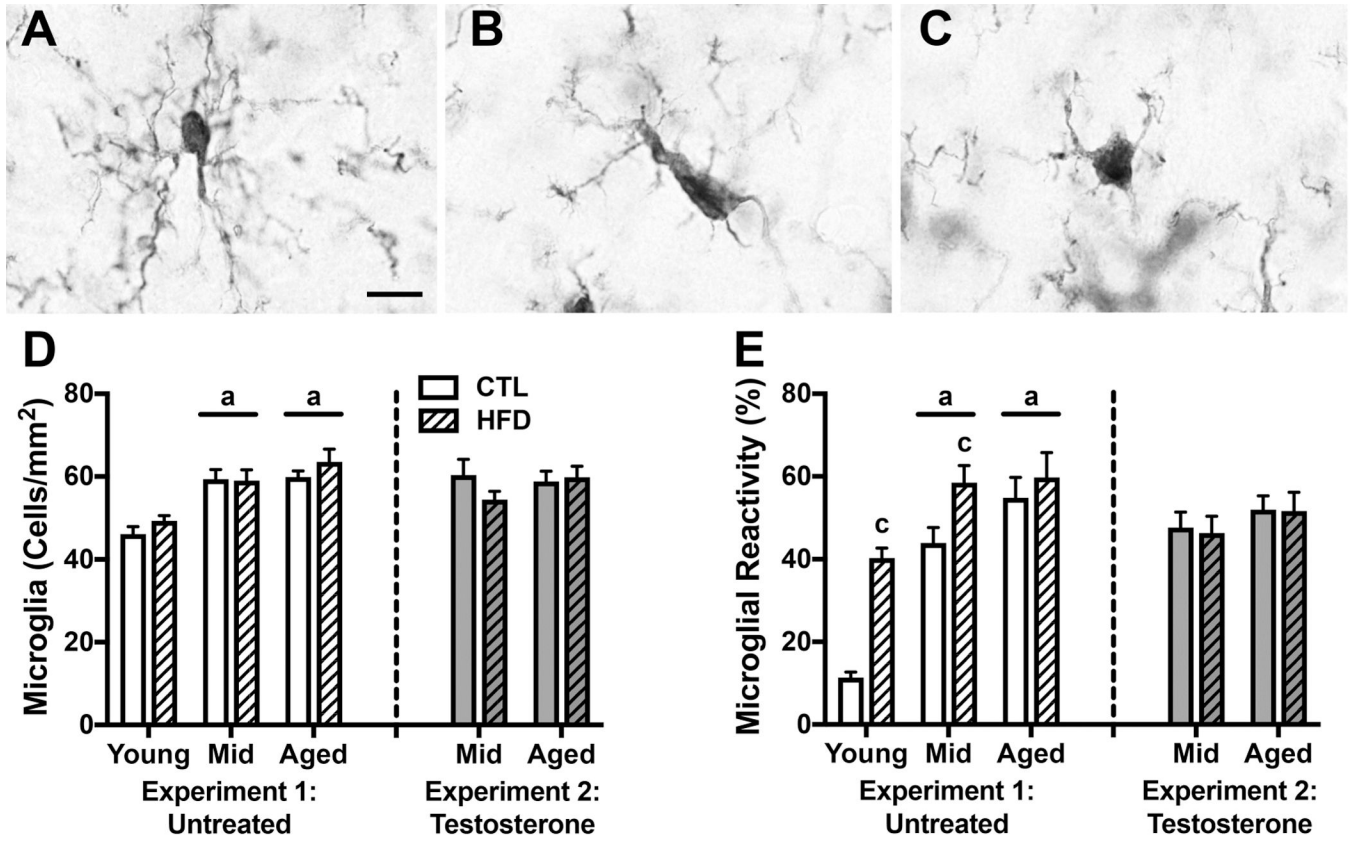 A
B
C
D
E
Microglia (Cells/mm²)
80
60
40
20
0
a
a
CTL
HFD
Young
Mid
Aged
Mid
Aged
Experiment 1:
Untreated
Experiment 2:
Testosterone
Microglial Reactivity (%)
80
60
40
20
0
a
a
c
c
Young
Mid
Aged
Mid
Aged
Experiment 1:
Untreated
Experiment 2:
Testosterone